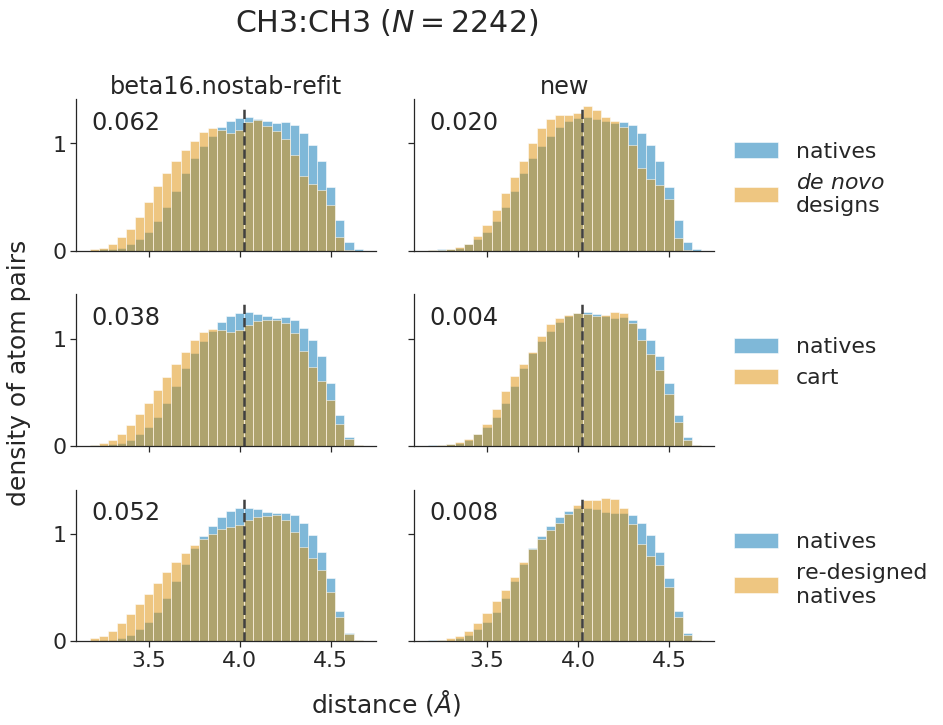 CH3:CH3 (N = 2242)
beta16.nostab-refit
new
0.062
0.020
1
0
natives
de novo
designs
density of atom pairs
0.038
0.004
1
0
natives
cart
0.052
0.008
1
0
natives
re-designed
natives
3.5 4.0 4.5
3.5 4.0 4.5
distance (Å)